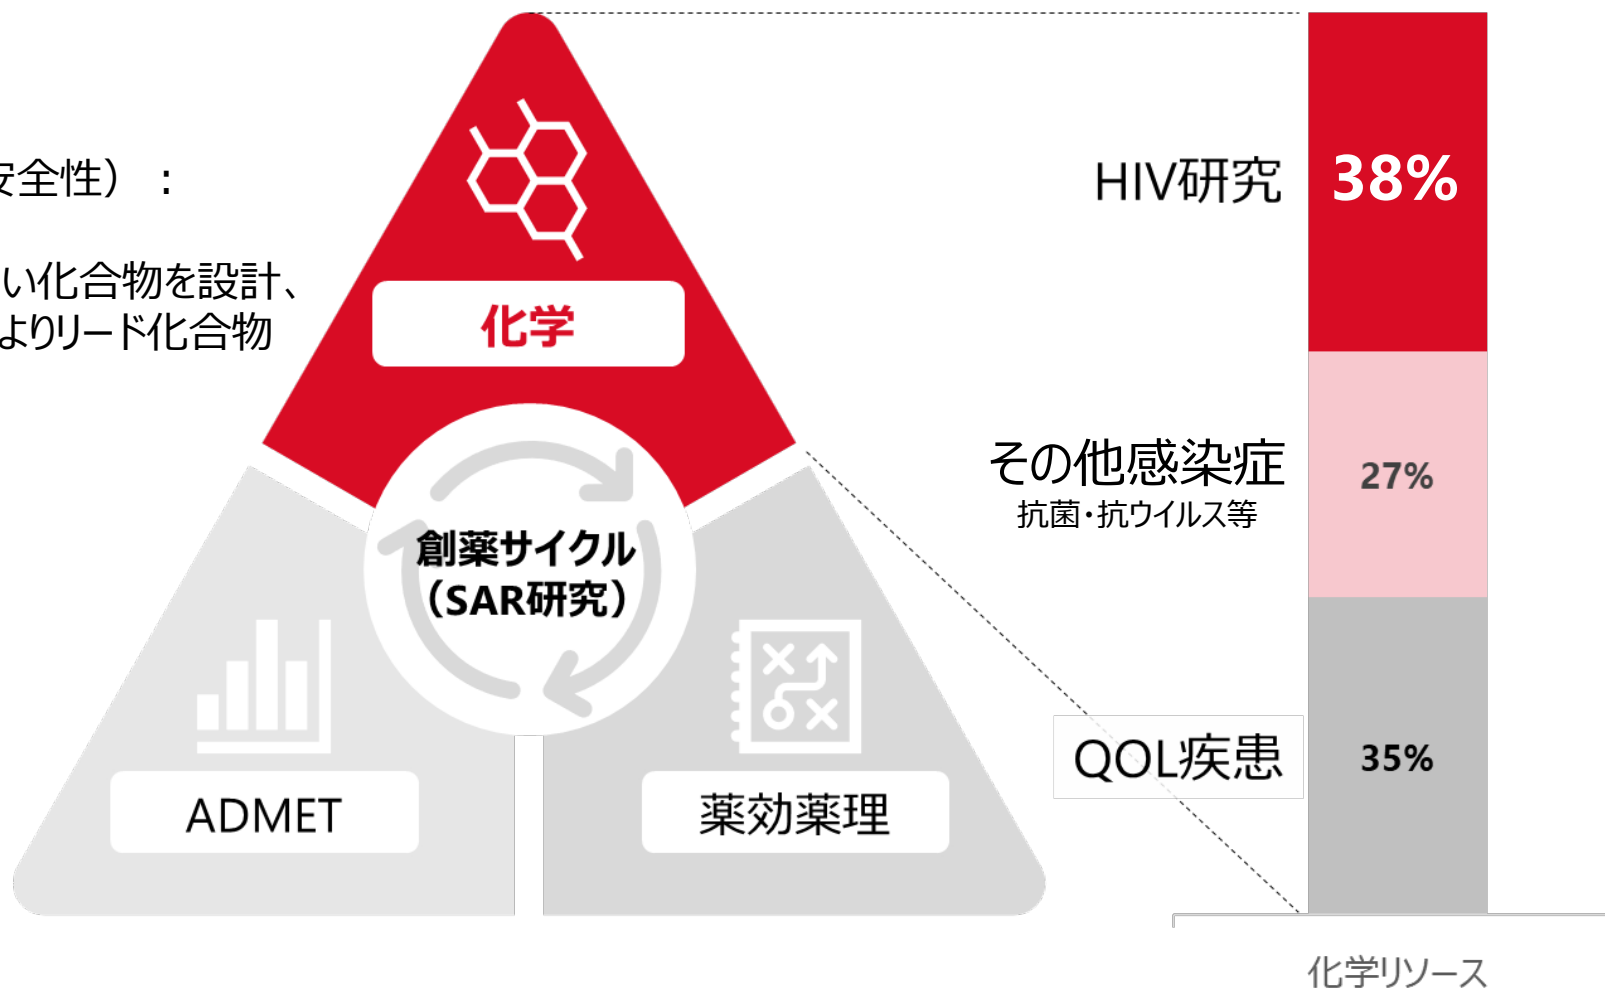 安全性）：
い化合物を設計、
よりリード化合物
化学
創薬サイクル
（SAR研究）
ADMET
薬効薬理
HIV研究
38%
その他感染症
抗菌・抗ウイルス等
27%
QOL疾患
35%
化学リソース